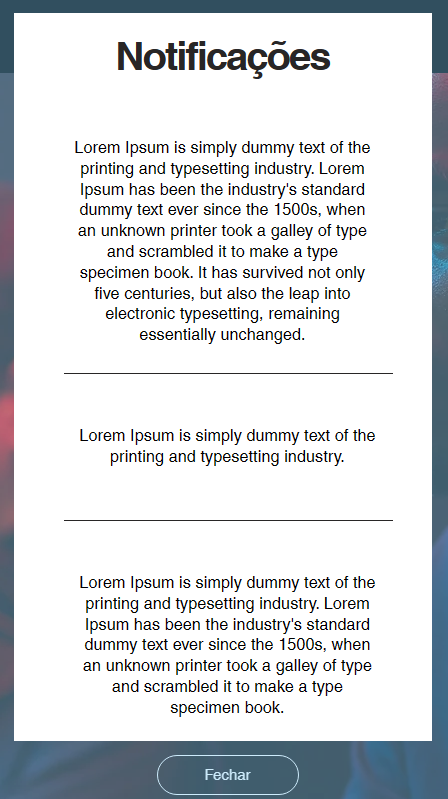 Notificações
Lorem Ipsum is simply dummy text of the
printing and typesetting industry. Lorem
Ipsum has been the industry's standard
dummy text ever since the 1500s, when
an unknown printer took a galley of type
and scrambled it to make a type
specimen book. It has survived not only
five centuries, but also the leap into
electronic typesetting, remaining
essentially unchanged.
Lorem Ipsum is simply dummy text of the
printing and typesetting industry.
Lorem Ipsum is simply dummy text of the
printing and typesetting industry. Lorem
Ipsum has been the industry's standard
dummy text ever since the 1500s, when
an unknown printer took a galley of type
and scrambled it to make a type
specimen book.
Fechar